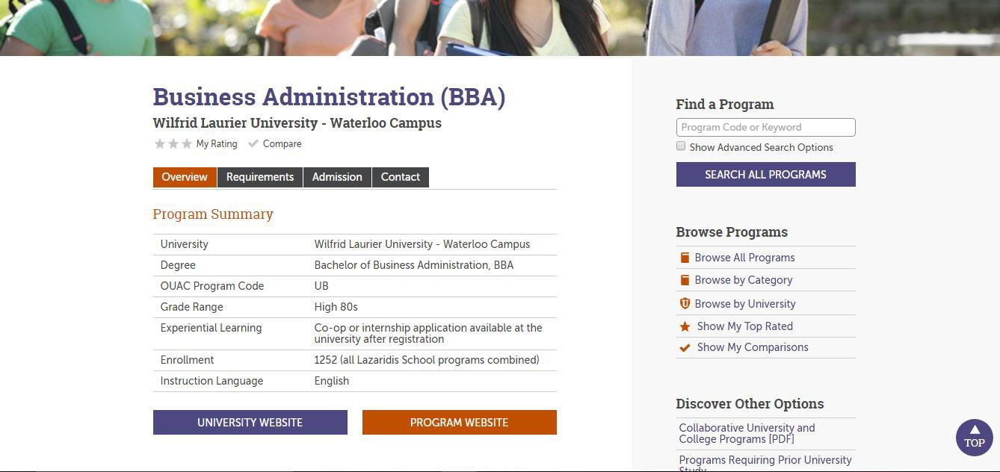 Business Administration (BBA)
Wilfrid Laurier University - Waterloo Campus
My Rating Compare
Overview Requirements Admission Contact
Program Summary
University Wilfrid Laurier University - Waterloo Campus
Degree Bachelor of Business Administration, BBA
OUAC Program Code UB
Grade Range High 80s
Experiential Learning Co-op or internship application available at the
university after registration
Enrollment 1252 (all Lazaridis School programs combined)
Instruction Language English
UNIVERSITY WEBSITE PROGRAM WEBSITE
Find a Program
Program Code or Keyword
Show Advanced Search Options
SEARCH ALL PROGRAMS
Browse Programs
Browse All Programs
Browse by Category
Browse by University
Show My Top Rated
Show My Comparisons
Discover Other Options
Collaborative University and
College Programs [PDF]
Programs Requiring Prior University
Study
TOP